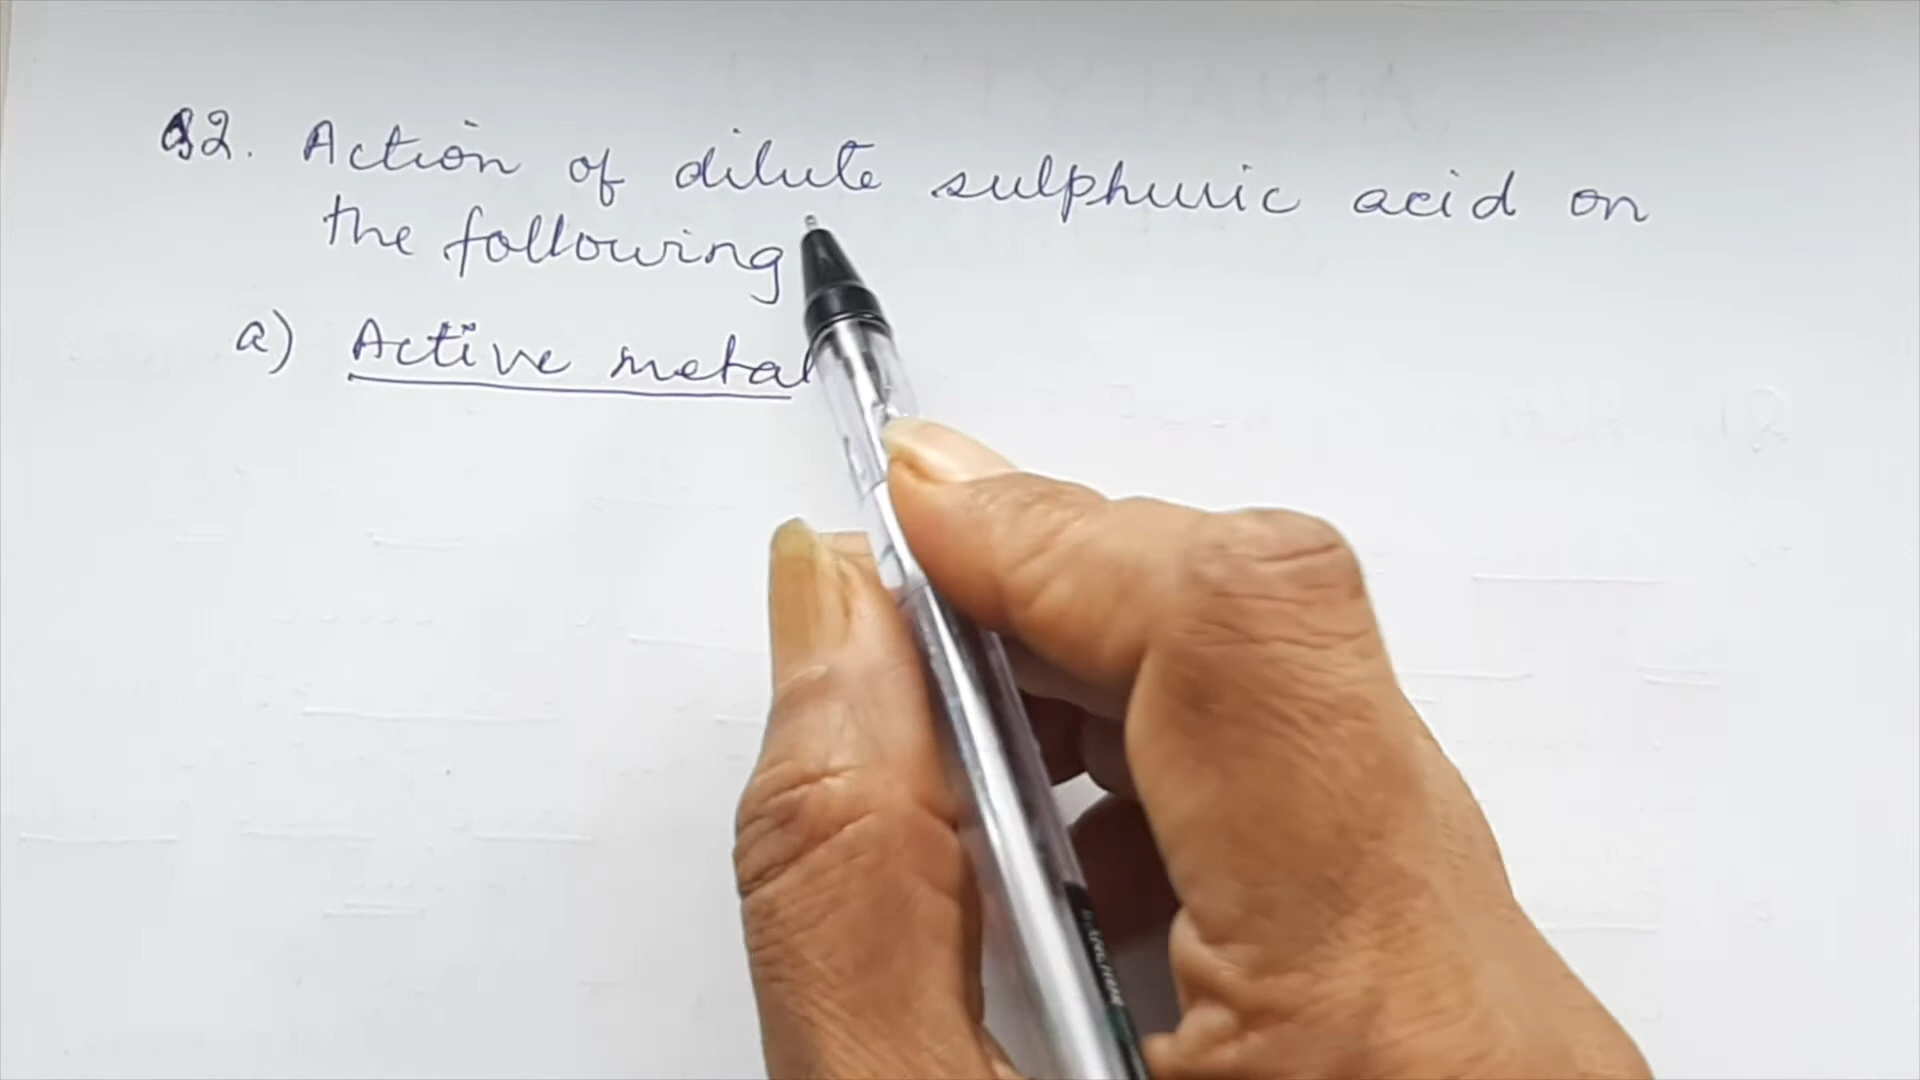 Q2. Action of dilute sulphuric acid on
the following
a) Active metal